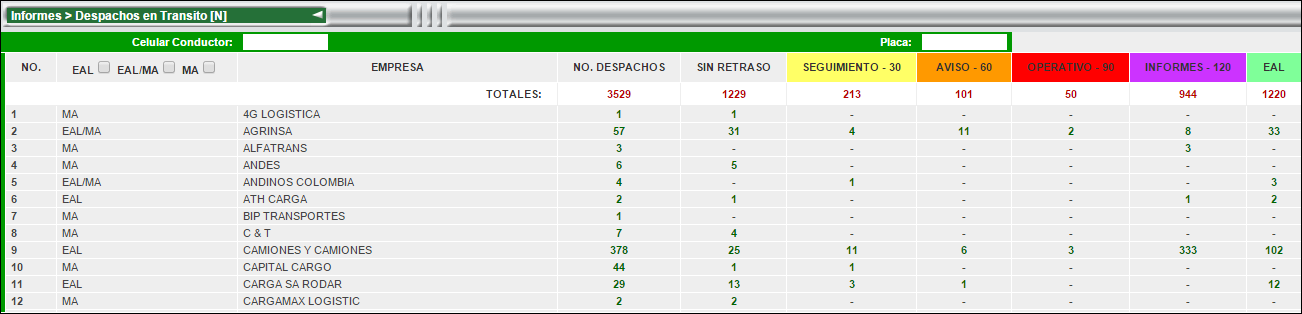 Informes > Despachos en Transito [N]
Celular Conductor: Placa:
NO. EAL EAL/MA MA EMPRESA NO. DESPACHOS SIN RETRASO SEGUIMIENTO - 30 AVISO - 60 OPERATIVO - 90 INFORMES - 120 EAL
TOTALES: 3529 1229 213 101 50 944 1220
1 MA 4G LOGISTICA 1 1 - - - - -
2 EAL/MA AGRINSA 57 31 4 11 2 8 33
3 MA ALFATRANS 3 - - - - 3 -
4 MA ANDES 6 5 - - - - -
5 EAL/MA ANDINOS COLOMBIA 4 - 1 - - - 3
6 EAL ATH CARGA 2 1 - - - 1 2
7 MA BIP TRANSPORTES 1 - - - - - -
8 MA C & T 7 4 - - - - -
9 EAL CAMIONES Y CAMIONES 378 25 11 6 3 333 102
10 MA CAPITAL CARGO 44 1 1 - - - -
11 EAL CARGA SA RODAR 29 13 3 1 - - 12
12 MA CARGAMAX LOGISTIC 2 2 - - - - -